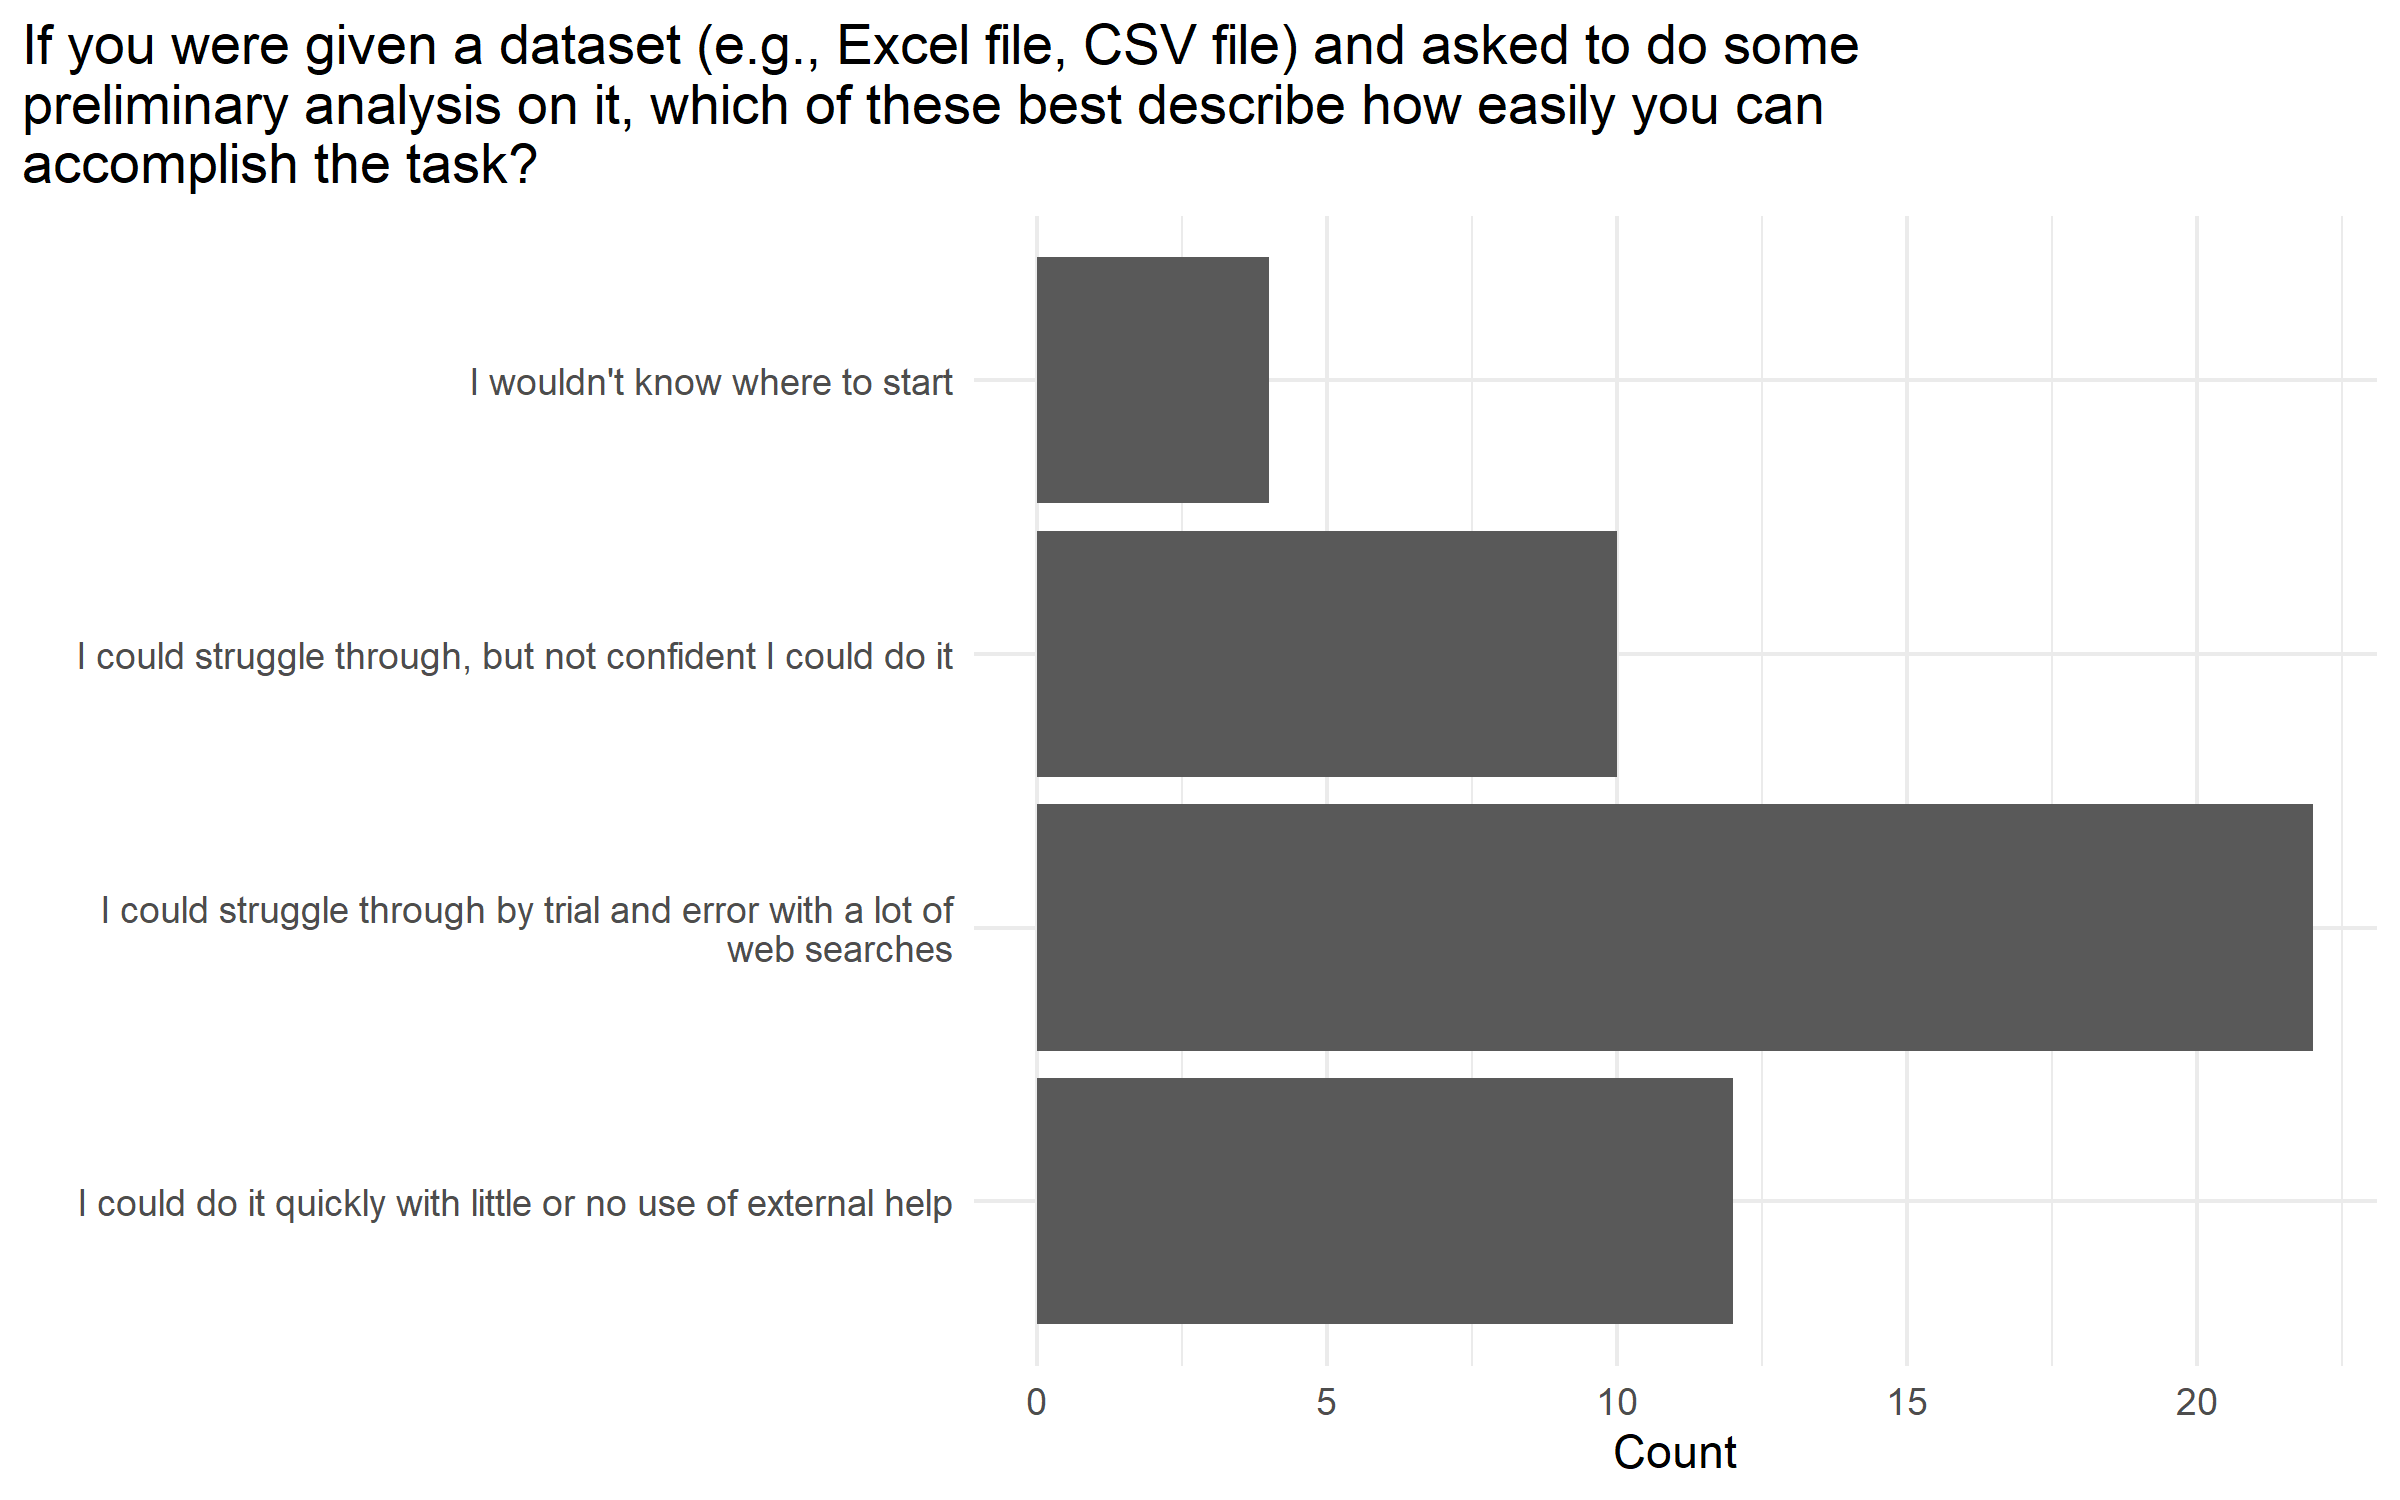 If you were given a dataset (e.g., Excel file, CSV file) and asked to do some
preliminary analysis on it, which of these best describe how easily you can
accomplish the task?
I wouldn't know where to start
I could struggle through, but not confident I could do it
I could struggle through by trial and error with a lot of
web searches
I could do it quickly with little or no use of external help
0 5 10 15 20
Count